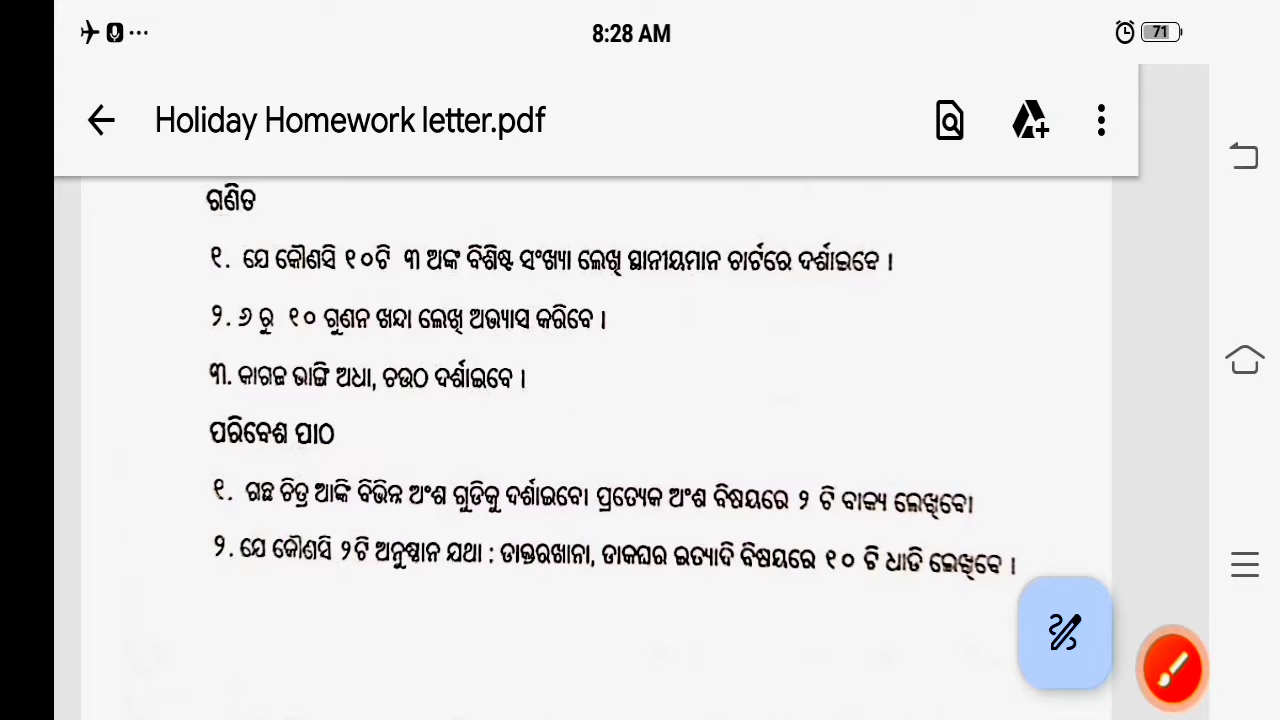 8:28 AM
71
Holiday Homework letter.pdf
ଗଣିତ
୧. ଯେ କୌଣସି ୧୦ଟି ୩ ଅଙ୍କ ବିଶିଷ୍ଟ ସଂଖ୍ୟା ଲେଖି ସ୍ଥାନୀୟମାନ ଚାର୍ଟରେ ଦର୍ଶାଇବେ ।
୨. ୬ ରୁ ୧୦ ଗୁଣନ ଖନ୍ଦା ଲେଖି ଅଭ୍ୟାସ କରିବେ ।
୩. କାଗଜ ଭାଙ୍ଗି ଅଧା, ଚଉଠ ଦର୍ଶାଇବେ ।
ପରିବେଶ ପାଠ
୧. ଗଛ ଚିତ୍ର ଆଙ୍କି ବିଭିନ୍ନ ଅଂଶ ଗୁଡିକୁ ଦର୍ଶାଇବେ। ପ୍ରତ୍ୟେକ ଅଂଶ ବିଷୟରେ ୨ ଟି ବାକ୍ୟ ଲେଖିବେ।
୨. ଯେ କୌଣସି ୨ଟି ଅନୁଷ୍ଠାନ ଯଥା : ଡାକ୍ତରଖାନା, ଡାକଘର ଇତ୍ୟାଦି ବିଷୟରେ ୧୦ ଟି ଧାଡି ଲେଖିବେ ।